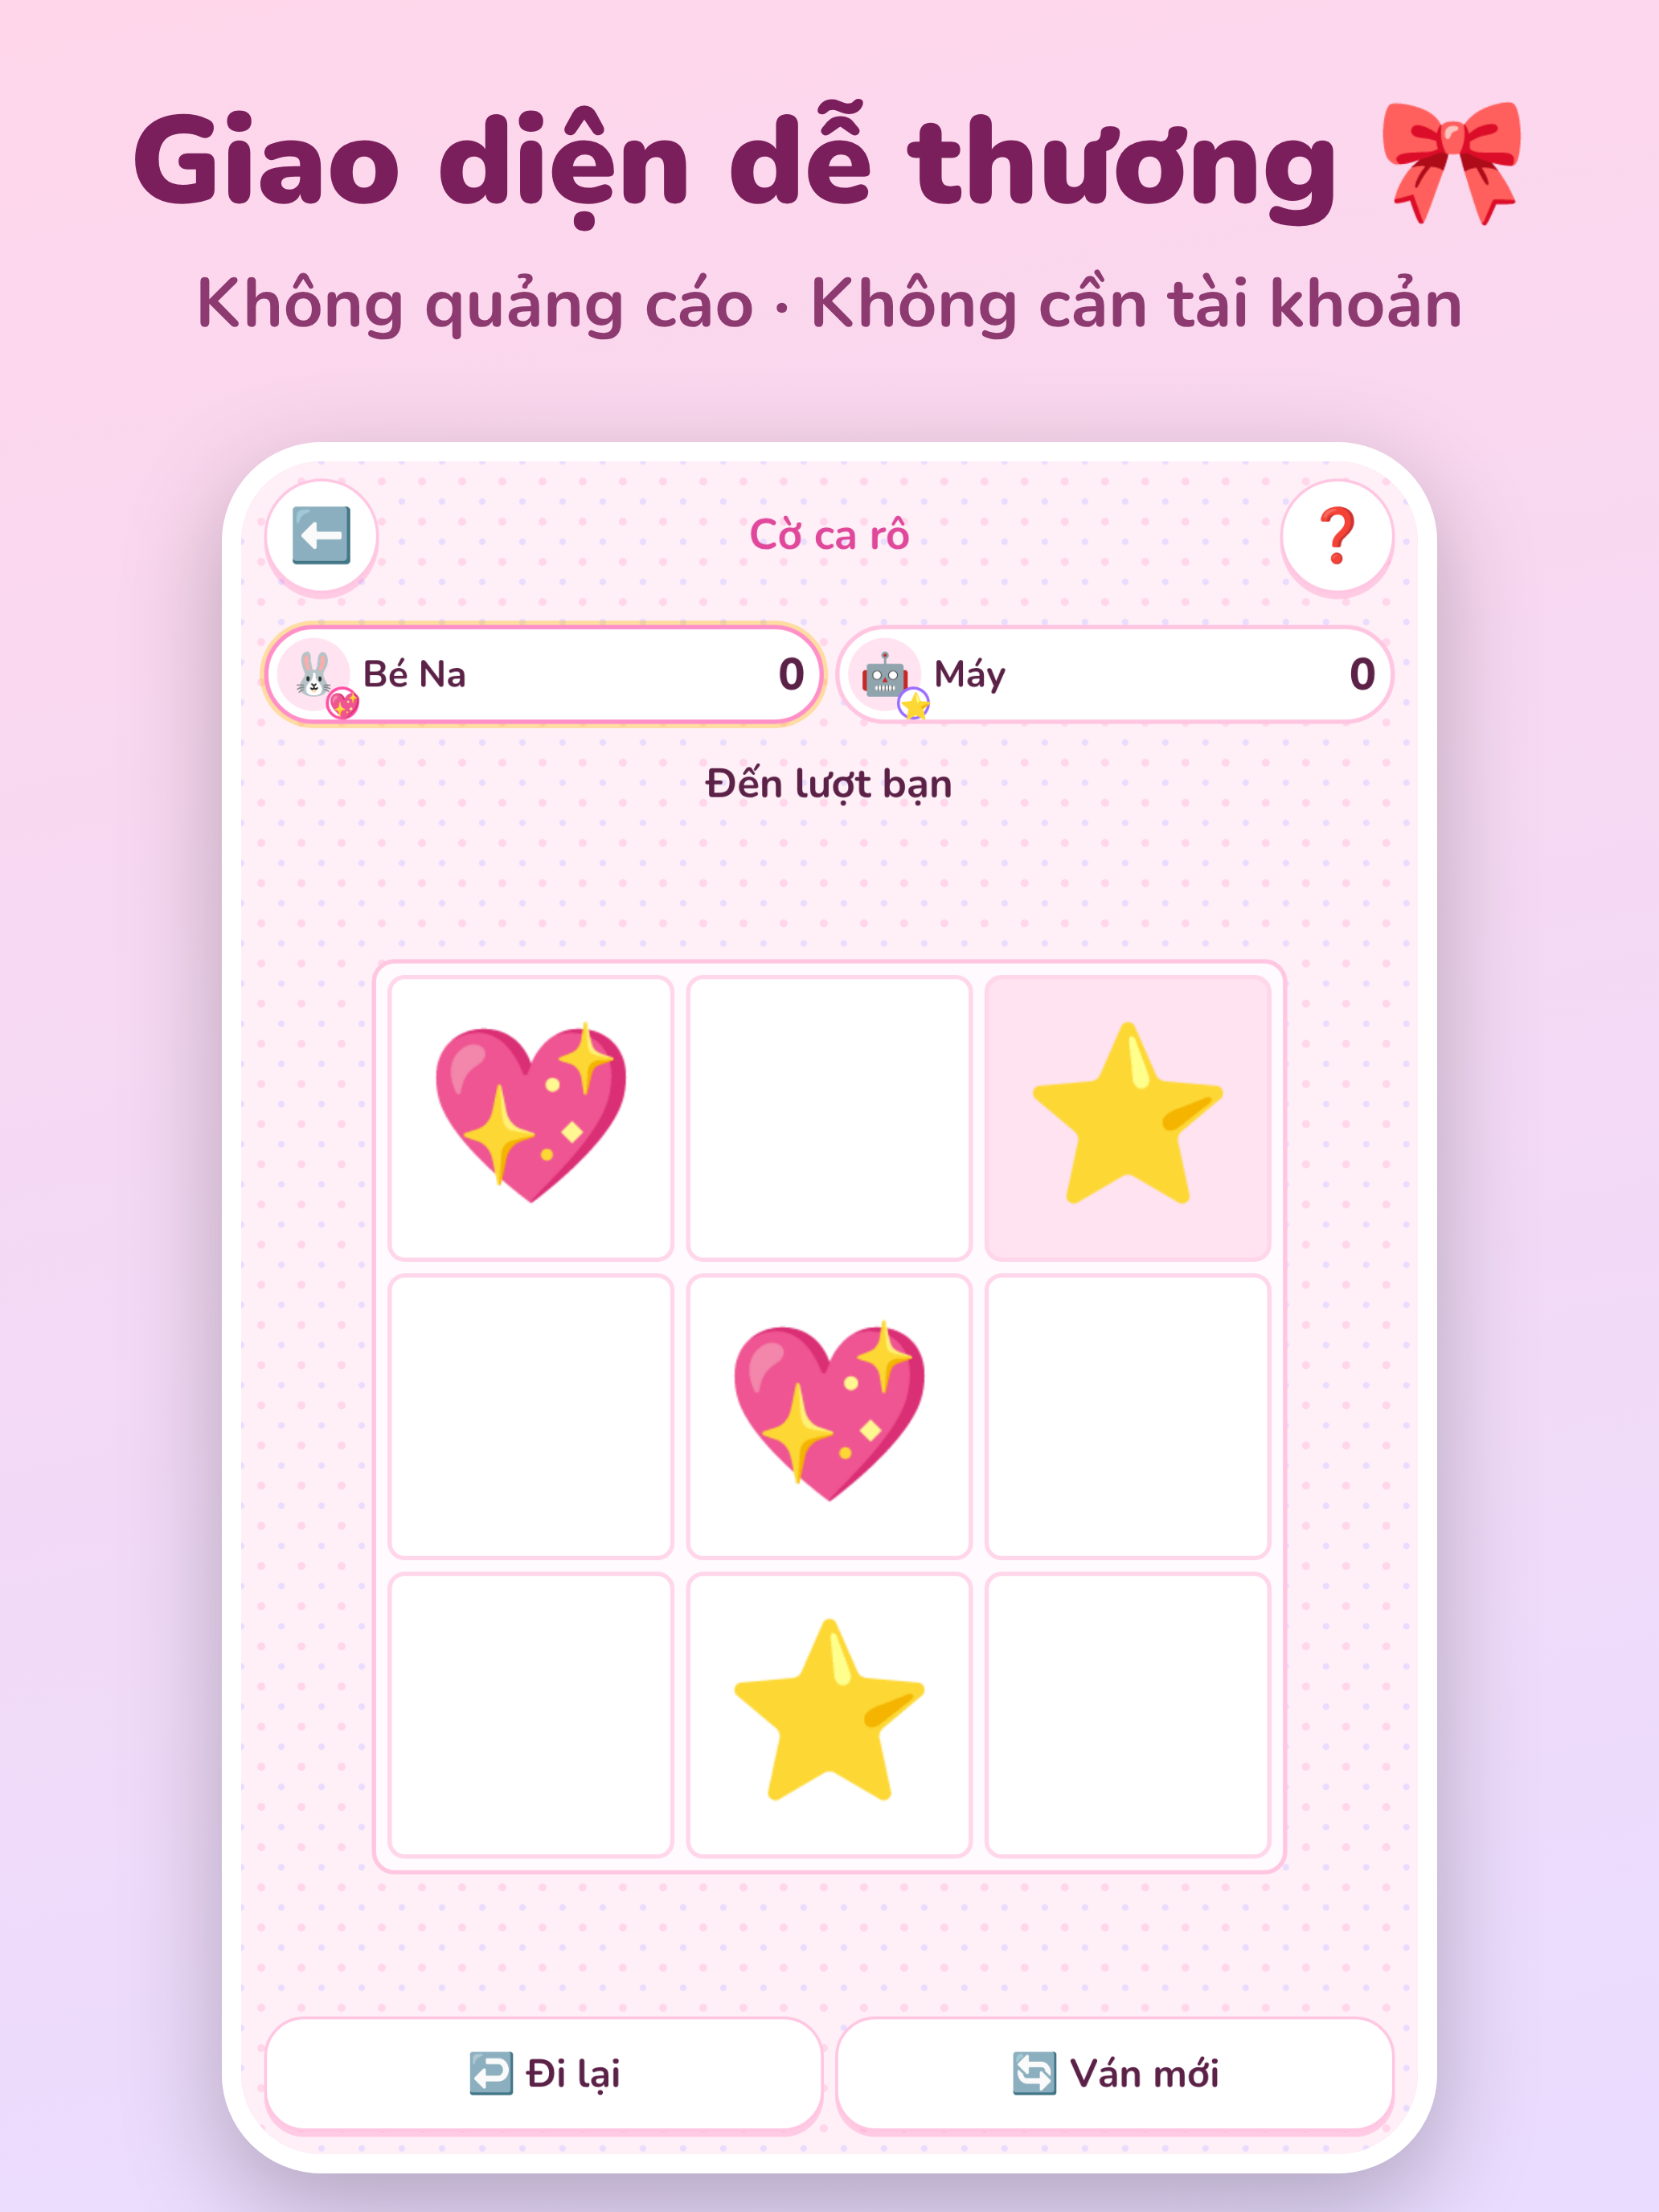 Giao diện dễ thương
Không quảng cáo · Không cần tài khoản
Cờ ca rô
Bé Na 0
Máy 0
Đến lượt bạn
Đi lại
Ván mới